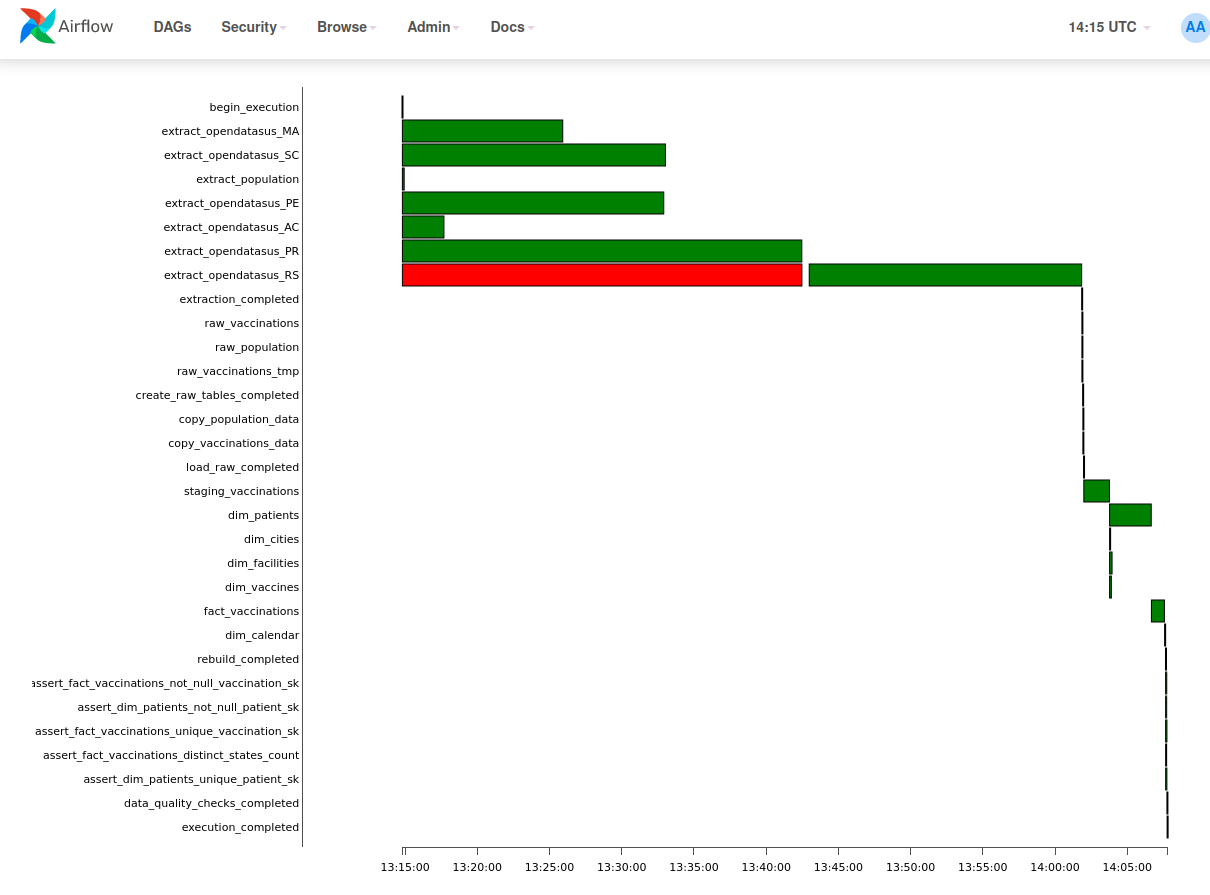 Airflow DAGs Security Browse Admin Docs 14:15 UTC AA
begin_execution
extract_opendatasus_MA
extract_opendatasus_SC
extract_population
extract_opendatasus_PE
extract_opendatasus_AC
extract_opendatasus_PR
extract_opendatasus_RS
extraction_completed
raw_vaccinations
raw_population
raw_vaccinations_tmp
create_raw_tables_completed
copy_population_data
copy_vaccinations_data
load_raw_completed
staging_vaccinations
dim_patients
dim_cities
dim_facilities
dim_vaccines
fact_vaccinations
dim_calendar
rebuild_completed
assert_fact_vaccinations_not_null_vaccination_sk
assert_dim_patients_not_null_patient_sk
assert_fact_vaccinations_unique_vaccination_sk
assert_fact_vaccinations_distinct_states_count
assert_dim_patients_unique_patient_sk
data_quality_checks_completed
execution_completed
13:15:00 13:20:00 13:25:00 13:30:00 13:35:00 13:40:00 13:45:00 13:50:00 13:55:00 14:00:00 14:05:00